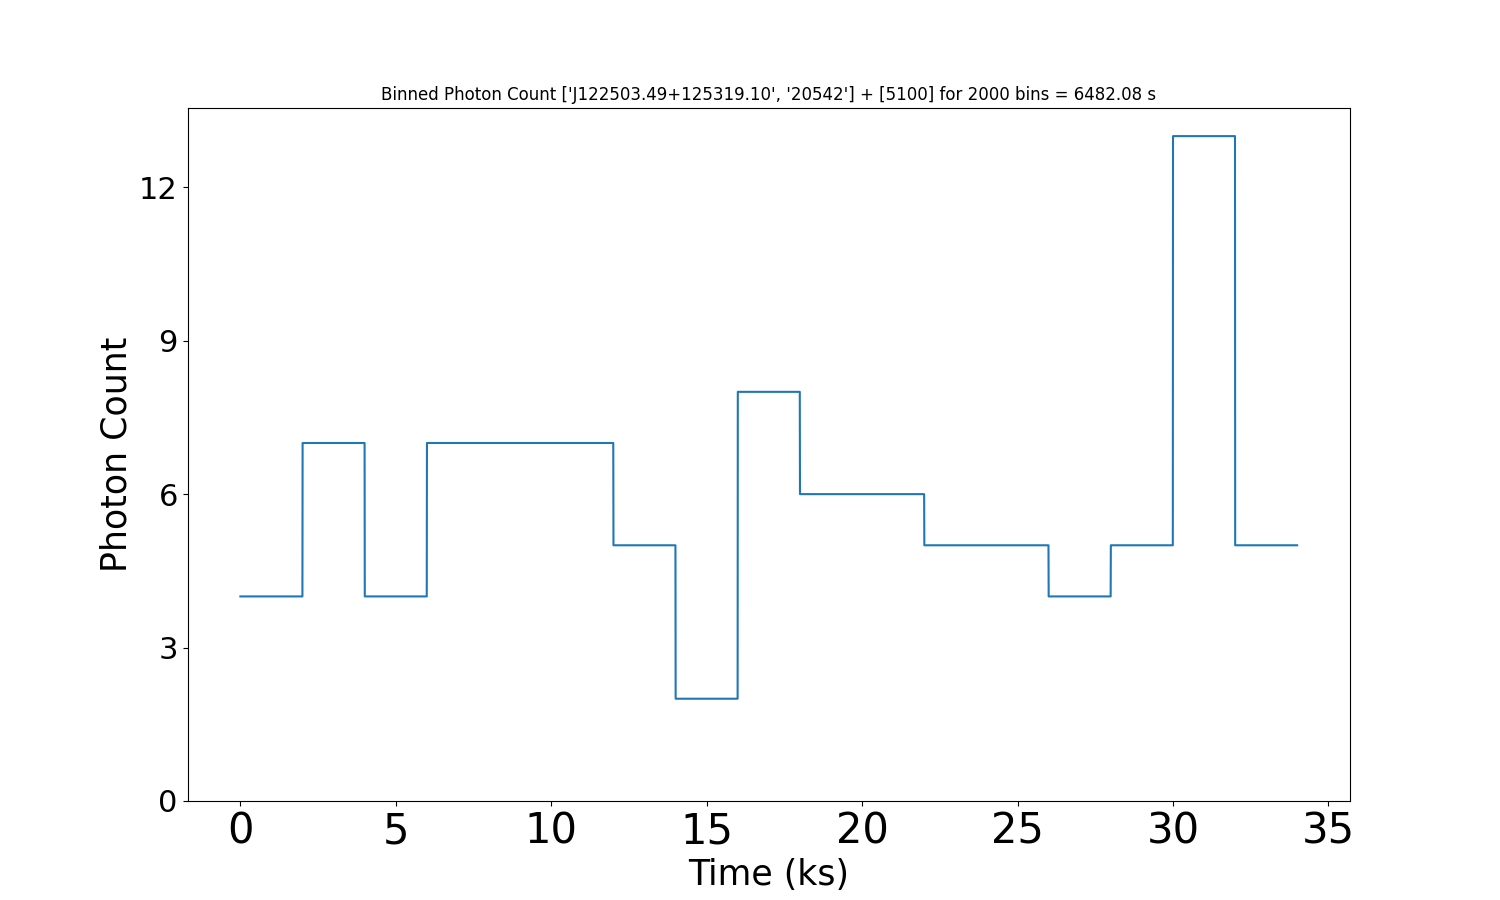 Binned Photon Count ['J122503.49+125319.10', '20542'] + [5100] for 2000 bins = 6482.08 s
12
9
6
3
0
Photon Count
0 5 10 15 20 25 30 35
Time (ks)